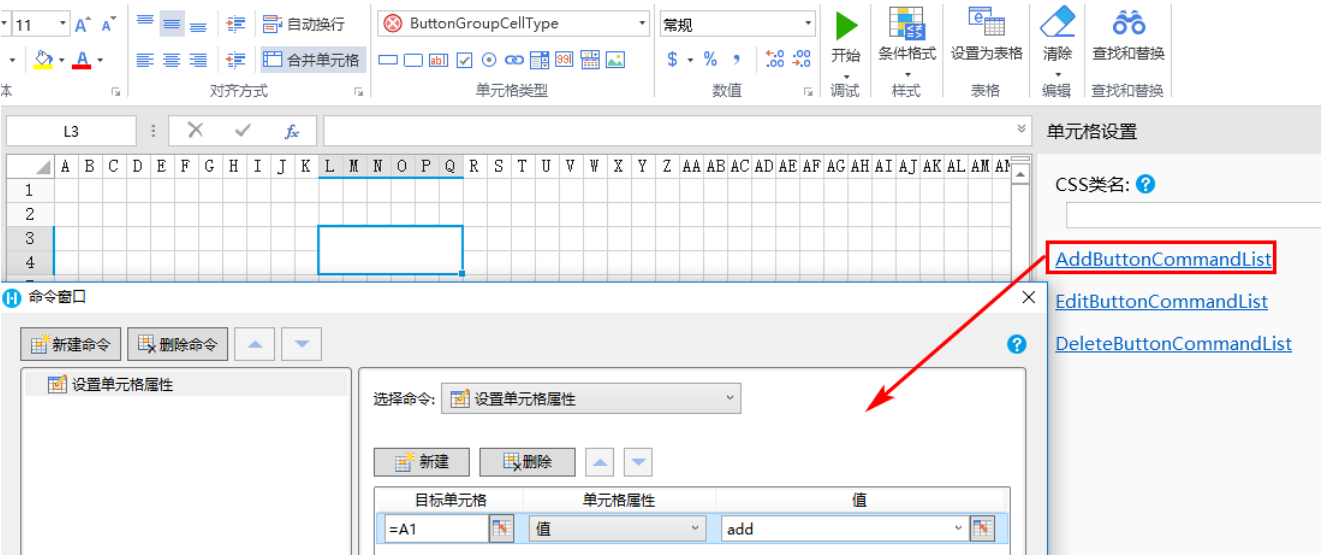 11 A A 自动换行 ButtonGroupCellType 常规
A 合并单元格 ab| 99 $ % , .0 .00 .00 .0 开始 条件格式 设置为表格 清除 查找和替换
本 对齐方式 单元格类型 数值 调试 样式 表格 编辑 查找和替换
L3 fx 单元格设置
A B C D E F G H I J K L M N O P Q R S T U V W X Y Z AA AB AC AD AE AF AG AH AI AJ AK AL AM
1
CSS类名: ?
2
3
AddButtonCommandList
4
命令窗口
EditButtonCommandList
新建命令 删除命令 ?
DeleteButtonCommandList
设置单元格属性
选择命令: 设置单元格属性
新建 删除
目标单元格 单元格属性 值
=A1 值 add